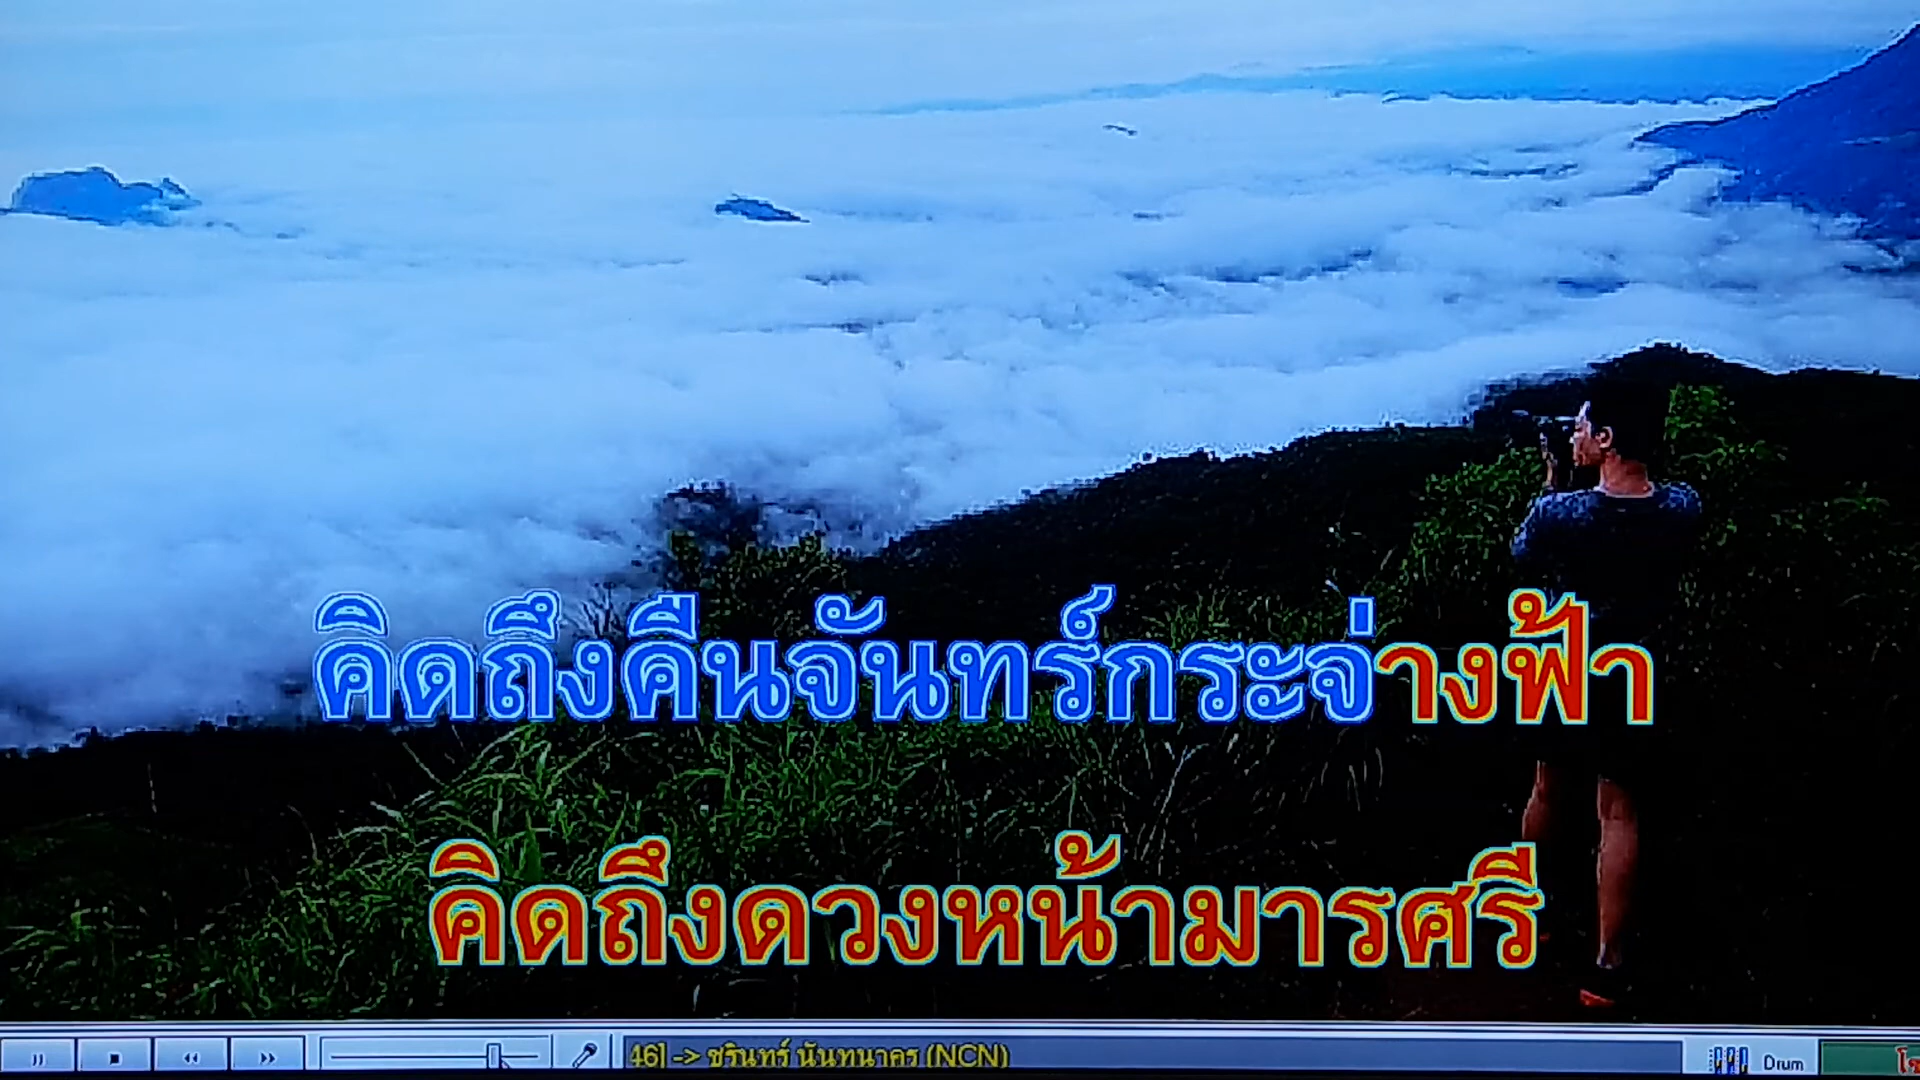 คิดถึงคืนจันทร์กระจ่างฟ้า
คิดถึงดวงหน้ามารศรี
46] -> ชรินทร์ นันทนาคร (NCN)
Drum